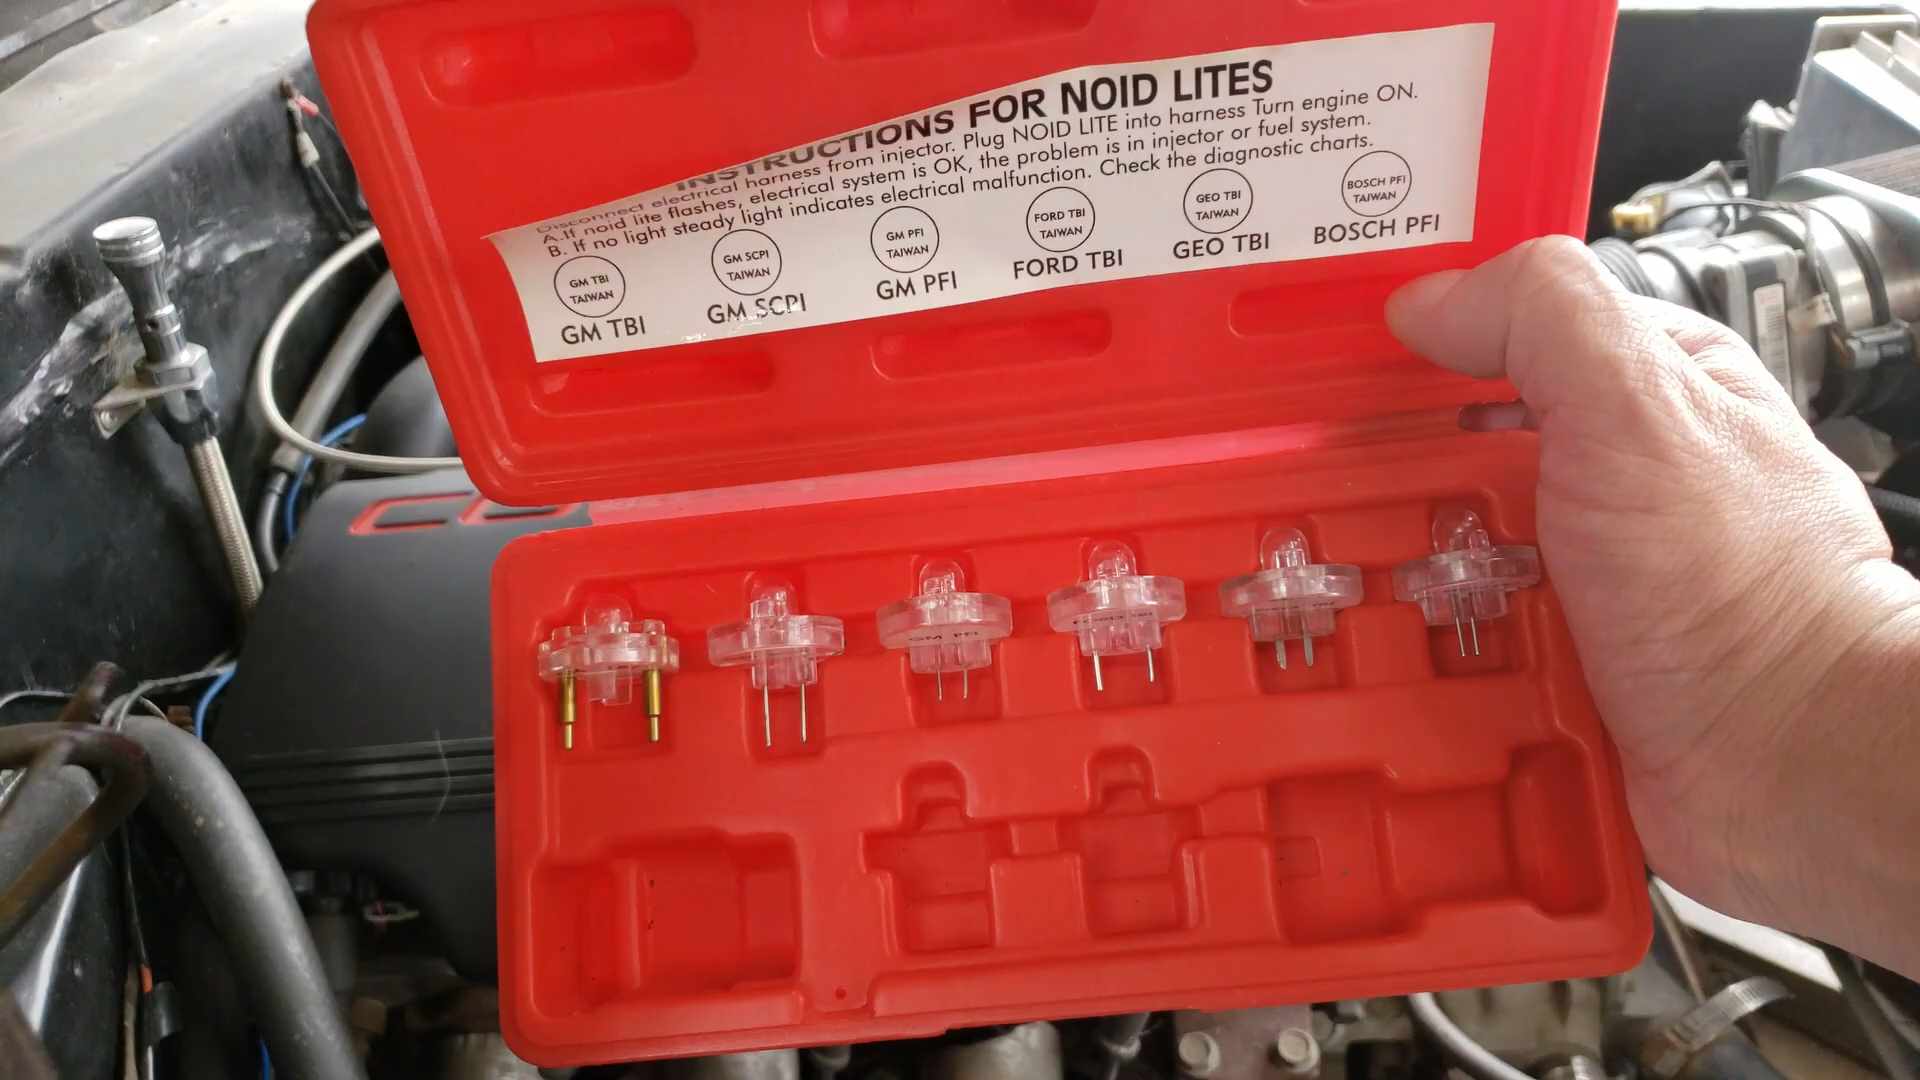 INSTRUCTIONS FOR NOID LITES
Disconnect electrical harness from injector. Plug NOID LITE into harness Turn engine ON.
A. If noid lite flashes, electrical system is OK, the problem is in injector or fuel system.
B. If no light steady light indicates electrical malfunction. Check the diagnostic charts.
GM TBI
TAIWAN
GM TBI
GM SCPI
TAIWAN
GM SCPI
GM PFI
TAIWAN
GM PFI
FORD TBI
TAIWAN
FORD TBI
GEO TBI
TAIWAN
GEO TBI
BOSCH PFI
TAIWAN
BOSCH PFI
GM PFI